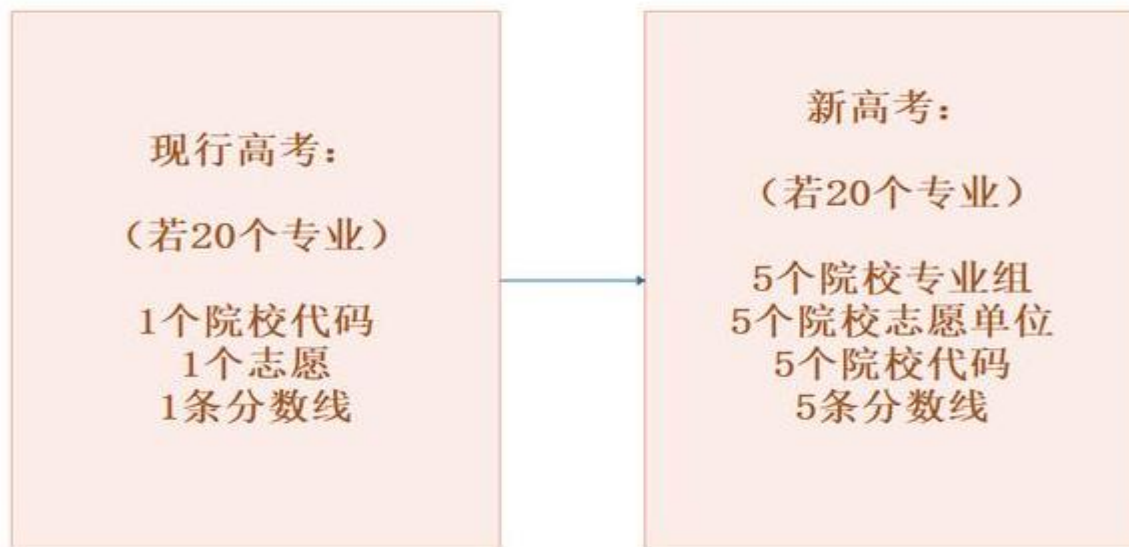 现行高考：
（若20个专业）
1个院校代码
1个志愿
1条分数线
新高考：
（若20个专业）
5个院校专业组
5个院校志愿单位
5个院校代码
5条分数线